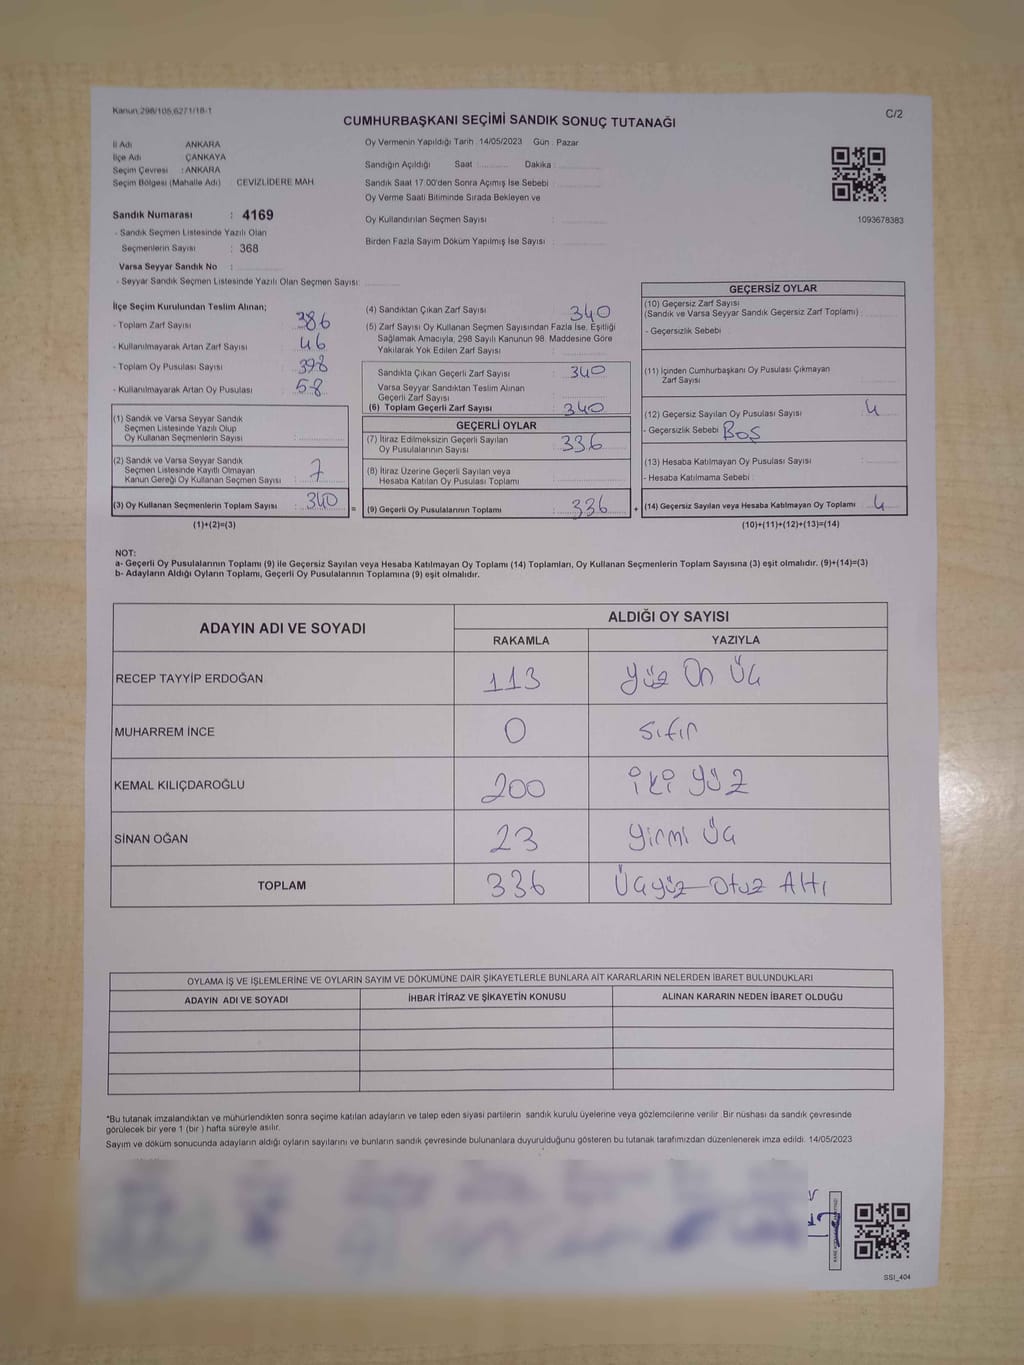 Kanun 298/105,6271/18-1
C/2
CUMHURBAŞKANI SEÇİMİ SANDIK SONUÇ TUTANAĞI
İl Adı ANKARA
İlçe Adı ÇANKAYA
Seçim Çevresi : ANKARA
Seçim Bölgesi (Mahalle Adı) : CEVİZLİDERE MAH
Oy Vermenin Yapıldığı Tarih 14/05/2023 Gün : Pazar
Sandığın Açıldığı Saat : Dakika :
Sandık Saat 17 00'den Sonra Açımış İse Sebebi :
Oy Verme Saati Bitiminde Sırada Bekleyen ve
Oy Kullandırılan Seçmen Sayısı :
Birden Fazla Sayım Döküm Yapılmış İse Sayısı :
1093678383
Sandık Numarası : 4169
- Sandık Seçmen Listesinde Yazılı Olan
Seçmenlerin Sayısı : 368
Varsa Seyyar Sandık No :
- Seyyar Sandık Seçmen Listesinde Yazılı Olan Seçmen Sayısı:
İlçe Seçim Kurulundan Teslim Alınan;
- Toplam Zarf Sayısı : 386
- Kullanılmayarak Artan Zarf Sayısı : 46
- Toplam Oy Pusulası Sayısı : 398
- Kullanılmayarak Artan Oy Pusulası : 58
(1) Sandık ve Varsa Seyyar Sandık
Seçmen Listesinde Yazılı Olup
Oy Kullanan Seçmenlerin Sayısı :
(2) Sandık ve Varsa Seyyar Sandık
Seçmen Listesinde Kayıtlı Olmayan
Kanun Gereği Oy Kullanan Seçmen Sayısı : 7
(3) Oy Kullanan Seçmenlerin Toplam Sayısı : 340
(1)+(2)=(3)
(4) Sandıktan Çıkan Zarf Sayısı : 340
(5) Zarf Sayısı Oy Kullanan Seçmen Sayısından Fazla İse, Eşitliği
Sağlamak Amacıyla, 298 Sayılı Kanunun 98. Maddesine Göre
Yakılarak Yok Edilen Zarf Sayısı :
Sandıkta Çıkan Geçerli Zarf Sayısı : 340
Varsa Seyyar Sandıktan Teslim Alınan
Geçerli Zarf Sayısı :
(6) Toplam Geçerli Zarf Sayısı : 340
GEÇERLİ OYLAR
(7) İtiraz Edilmeksizin Geçerli Sayılan
Oy Pusulalarının Sayısı : 336
(8) İtiraz Üzerine Geçerli Sayılan veya
Hesaba Katılan Oy Pusulası Toplamı :
= (9) Geçerli Oy Pusulalarının Toplamı : 336
GEÇERSİZ OYLAR
(10) Geçersiz Zarf Sayısı
(Sandık ve Varsa Seyyar Sandık Geçersiz Zarf Toplamı) :
- Geçersizlik Sebebi :
(11) İçinden Cumhurbaşkanı Oy Pusulası Çıkmayan
Zarf Sayısı :
(12) Geçersiz Sayılan Oy Pusulası Sayısı : 4
- Geçersizlik Sebebi : BOŞ
(13) Hesaba Katılmayan Oy Pusulası Sayısı :
- Hesaba Katılmama Sebebi :
+ (14) Geçersiz Sayılan veya Hesaba Katılmayan Oy Toplamı : 4
(10)+(11)+(12)+(13)=(14)
NOT:
a- Geçerli Oy Pusulalarının Toplamı (9) ile Geçersiz Sayılan veya Hesaba Katılmayan Oy Toplamı (14) Toplamları, Oy Kullanan Seçmenlerin Toplam Sayısına (3) eşit olmalıdır. (9)+(14)=(3)
b- Adayların Aldığı Oyların Toplamı, Geçerli Oy Pusulalarının Toplamına (9) eşit olmalıdır.
ADAYIN ADI VE SOYADI ALDIĞI OY SAYISI
RAKAMLA YAZIYLA
RECEP TAYYİP ERDOĞAN 113 Yüz On Üç
MUHARREM İNCE 0 Sıfır
KEMAL KILIÇDAROĞLU 200 iki yüz
SİNAN OĞAN 23 Yirmi Üç
TOPLAM 336 Üçyüz Otuz Altı
OYLAMA İŞ VE İŞLEMLERİNE VE OYLARIN SAYIM VE DÖKÜMÜNE DAİR ŞİKAYETLERLE BUNLARA AİT KARARLARIN NELERDEN İBARET BULUNDUKLARI
ADAYIN ADI VE SOYADI İHBAR İTİRAZ VE ŞİKAYETİN KONUSU ALINAN KARARIN NEDEN İBARET OLDUĞU
*Bu tutanak imzalandıktan ve mühürlendikten sonra seçime katılan adayların ve talep eden siyasi partilerin sandık kurulu üyelerine veya gözlemcilerine verilir. Bir nüshası da sandık çevresinde
görülecek bir yere 1 (bir ) hafta süreyle asılır.
Sayım ve döküm sonucunda adayların aldığı oyların sayılarını ve bunların sandık çevresinde bulunanlara duyurulduğunu gösteren bu tutanak tarafımızdan düzenlenerek imza edildi. 14/05/2023
SSI_404